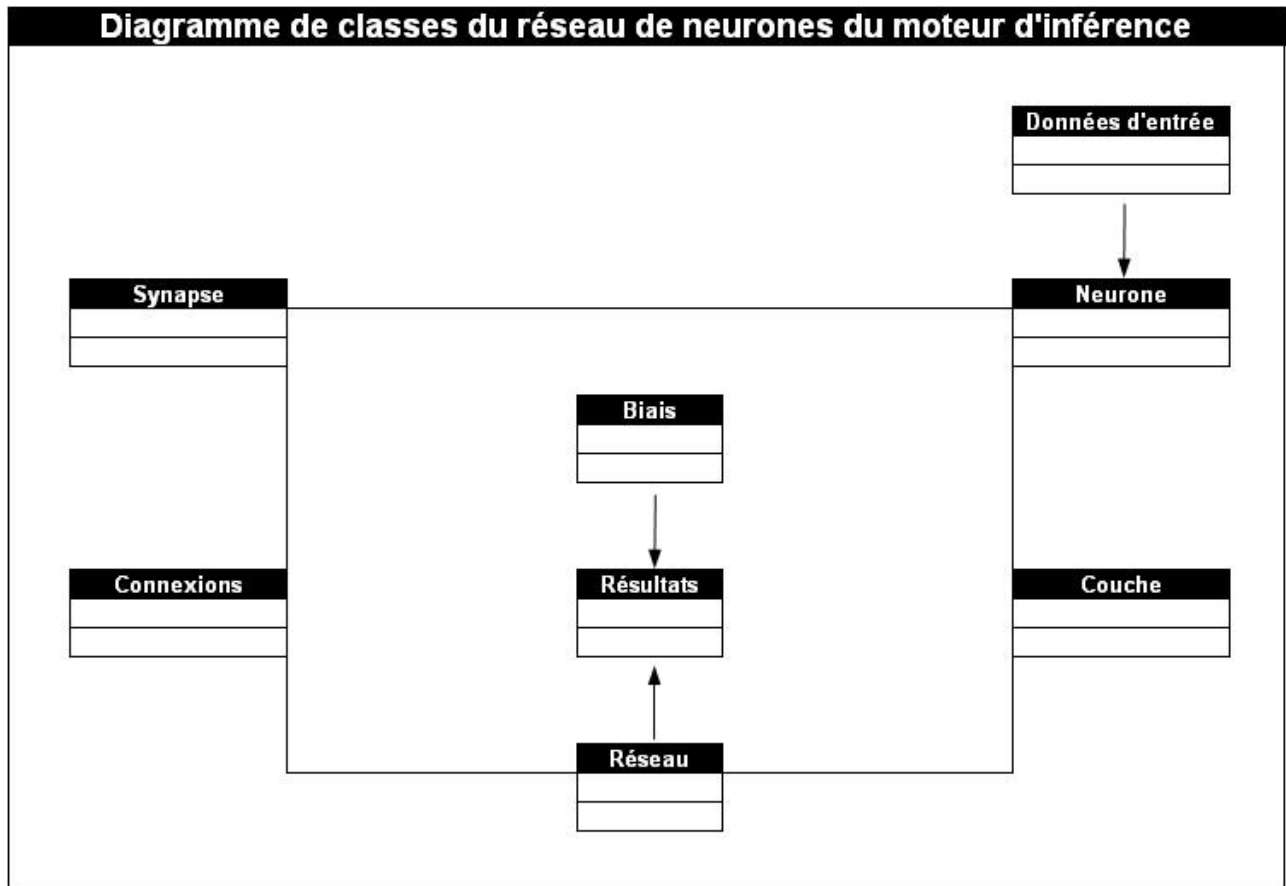 Diagramme de classes du réseau de neurones du moteur d'inférence
Données d'entrée
Synapse
Neurone
Biais
Connexions
Résultats
Couche
Réseau